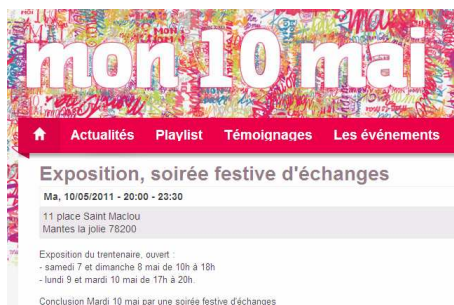 mon 10 mai
Actualités Playlist Témoignages Les événements
Exposition, soirée festive d'échanges
Ma, 10/05/2011 - 20:00 - 23:30
11 place Saint Maclou
Mantes la jolie 78200
Exposition du trentenaire, ouvert :
- samedi 7 et dimanche 8 mai de 10h à 18h
- lundi 9 et mardi 10 mai de 17h à 20h.
Conclusion Mardi 10 mai par une soirée festive d'échanges